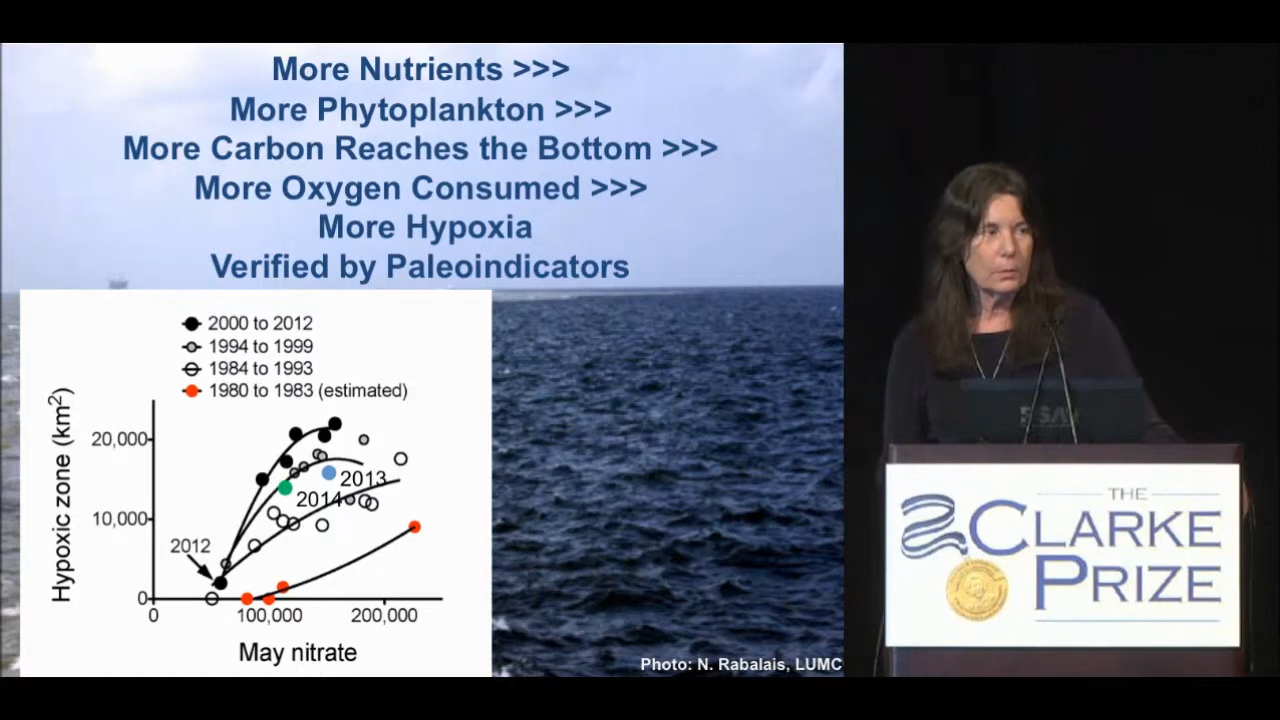 More Nutrients >>>
More Phytoplankton >>>
More Carbon Reaches the Bottom >>>
More Oxygen Consumed >>>
More Hypoxia
Verified by Paleoindicators
2000 to 2012
1994 to 1999
1984 to 1993
1980 to 1983 (estimated)
Hypoxic zone (km²)
20,000
10,000
0
2013
2014
2012
0
100,000
200,000
May nitrate
Photo: N. Rabalais, LUMC
THE
CLARKE
PRIZE